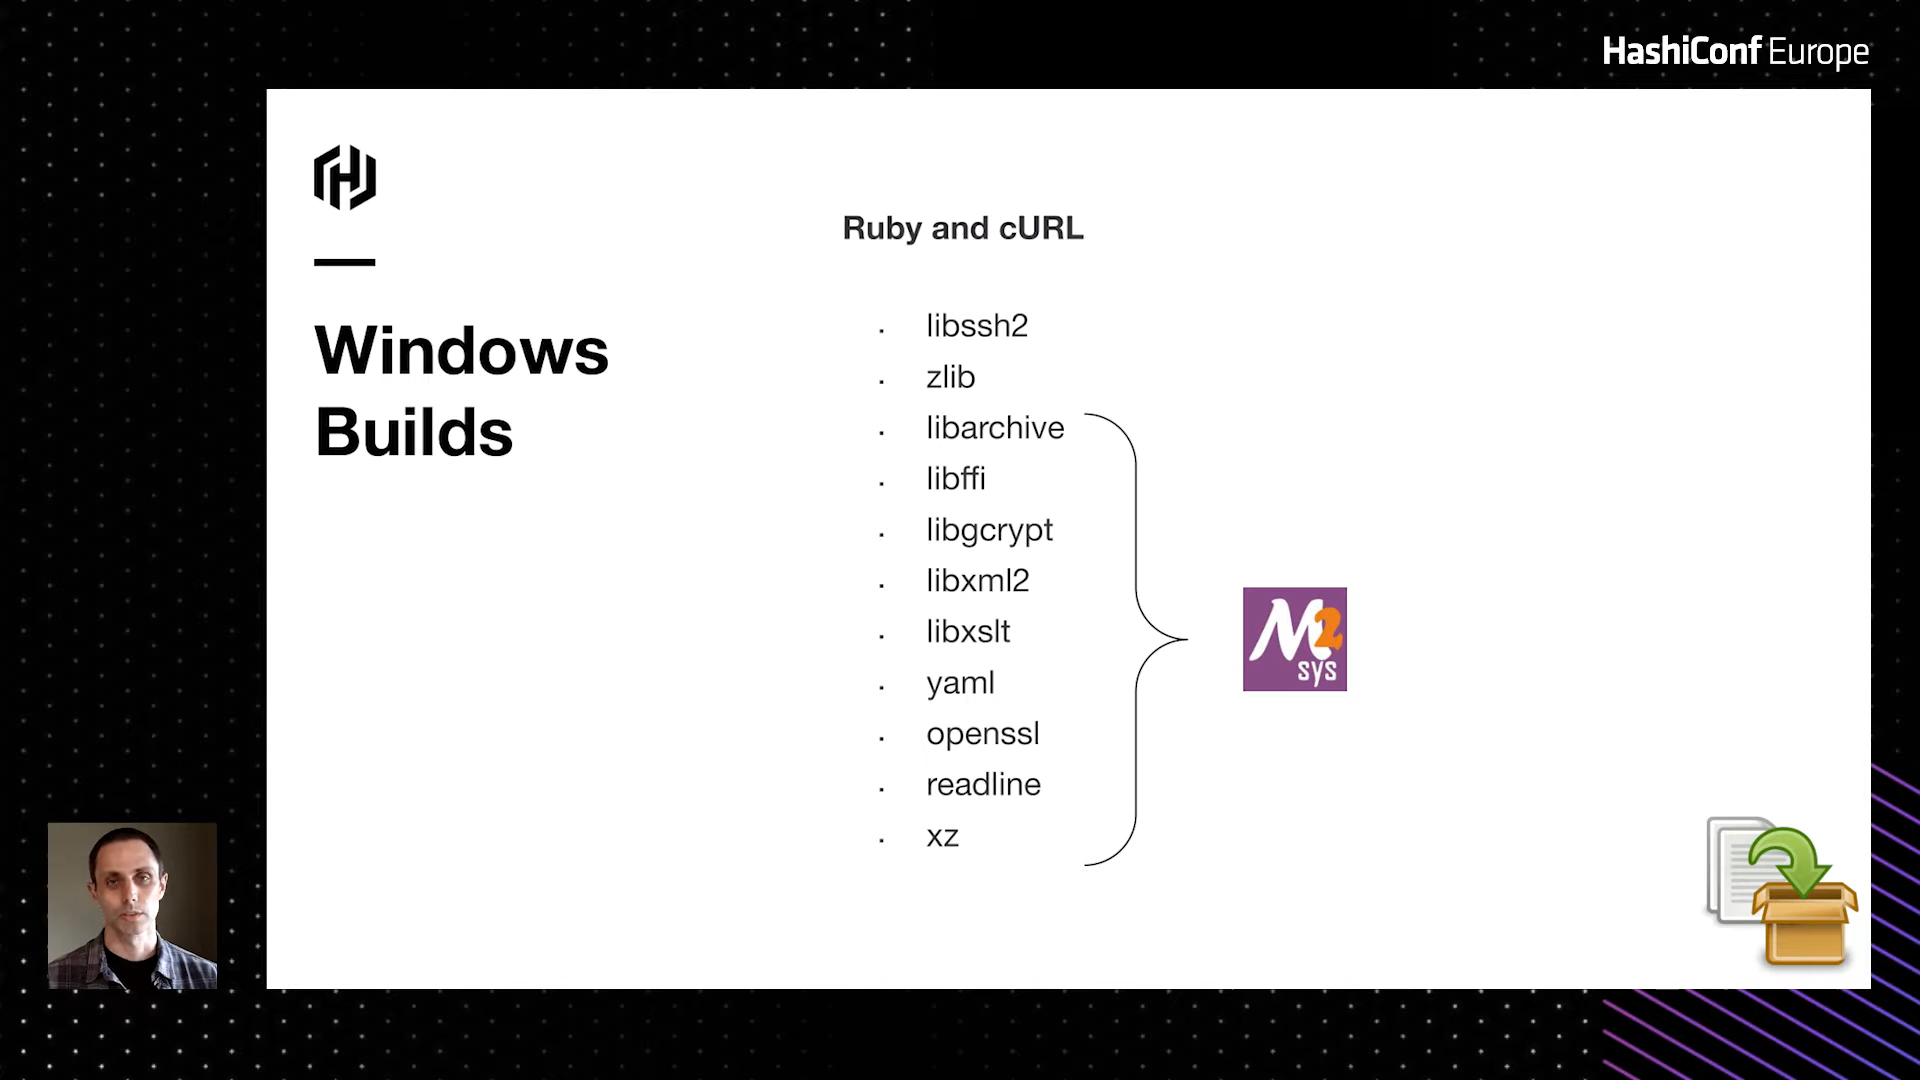 HashiConf Europe
Ruby and cURL
Windows
Builds
· libssh2
· zlib
· libarchive
· libffi
· libgcrypt
· libxml2
· libxslt
· yaml
· openssl
· readline
· xz
M2
sys